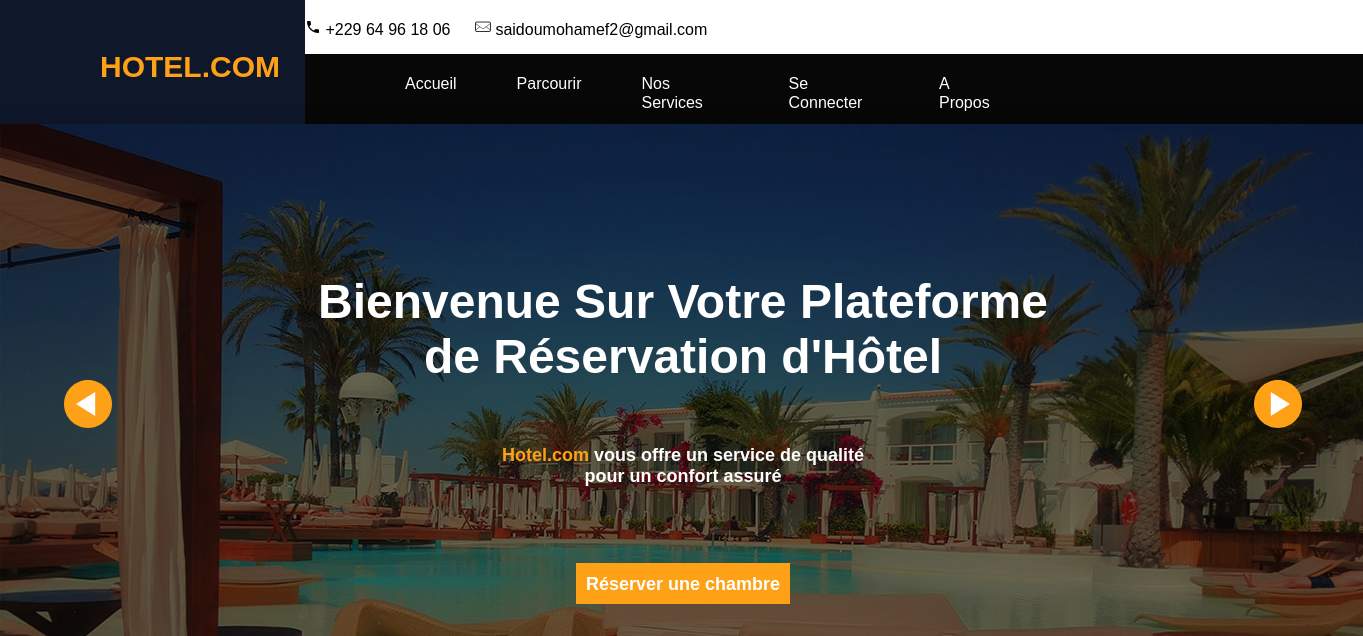 +229 64 96 18 06 saidoumohamef2@gmail.com
HOTEL.COM
Accueil Parcourir Nos Services Se Connecter A Propos
Bienvenue Sur Votre Plateforme
de Réservation d'Hôtel
Hotel.com vous offre un service de qualité
pour un confort assuré
Réserver une chambre